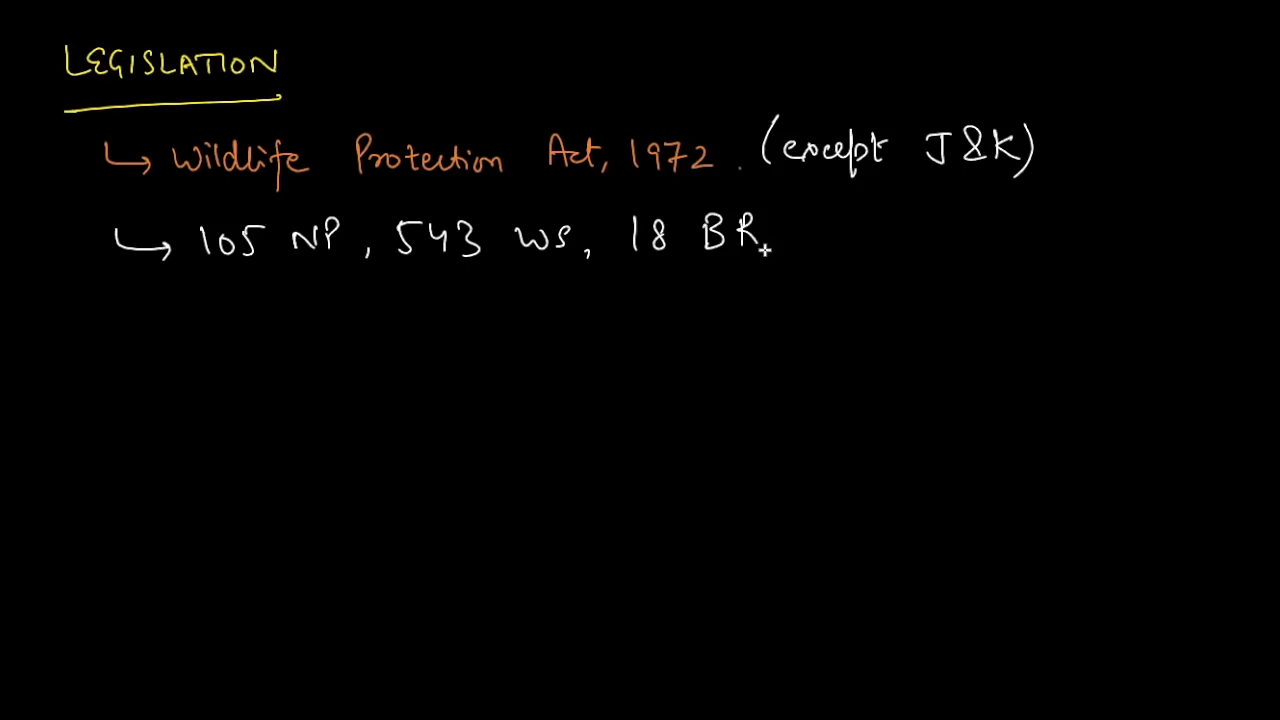 LEGISLATION
↳ Wildlife Protection Act, 1972. (except J&K)
↳ 105 NP, 543 WS, 18 BR